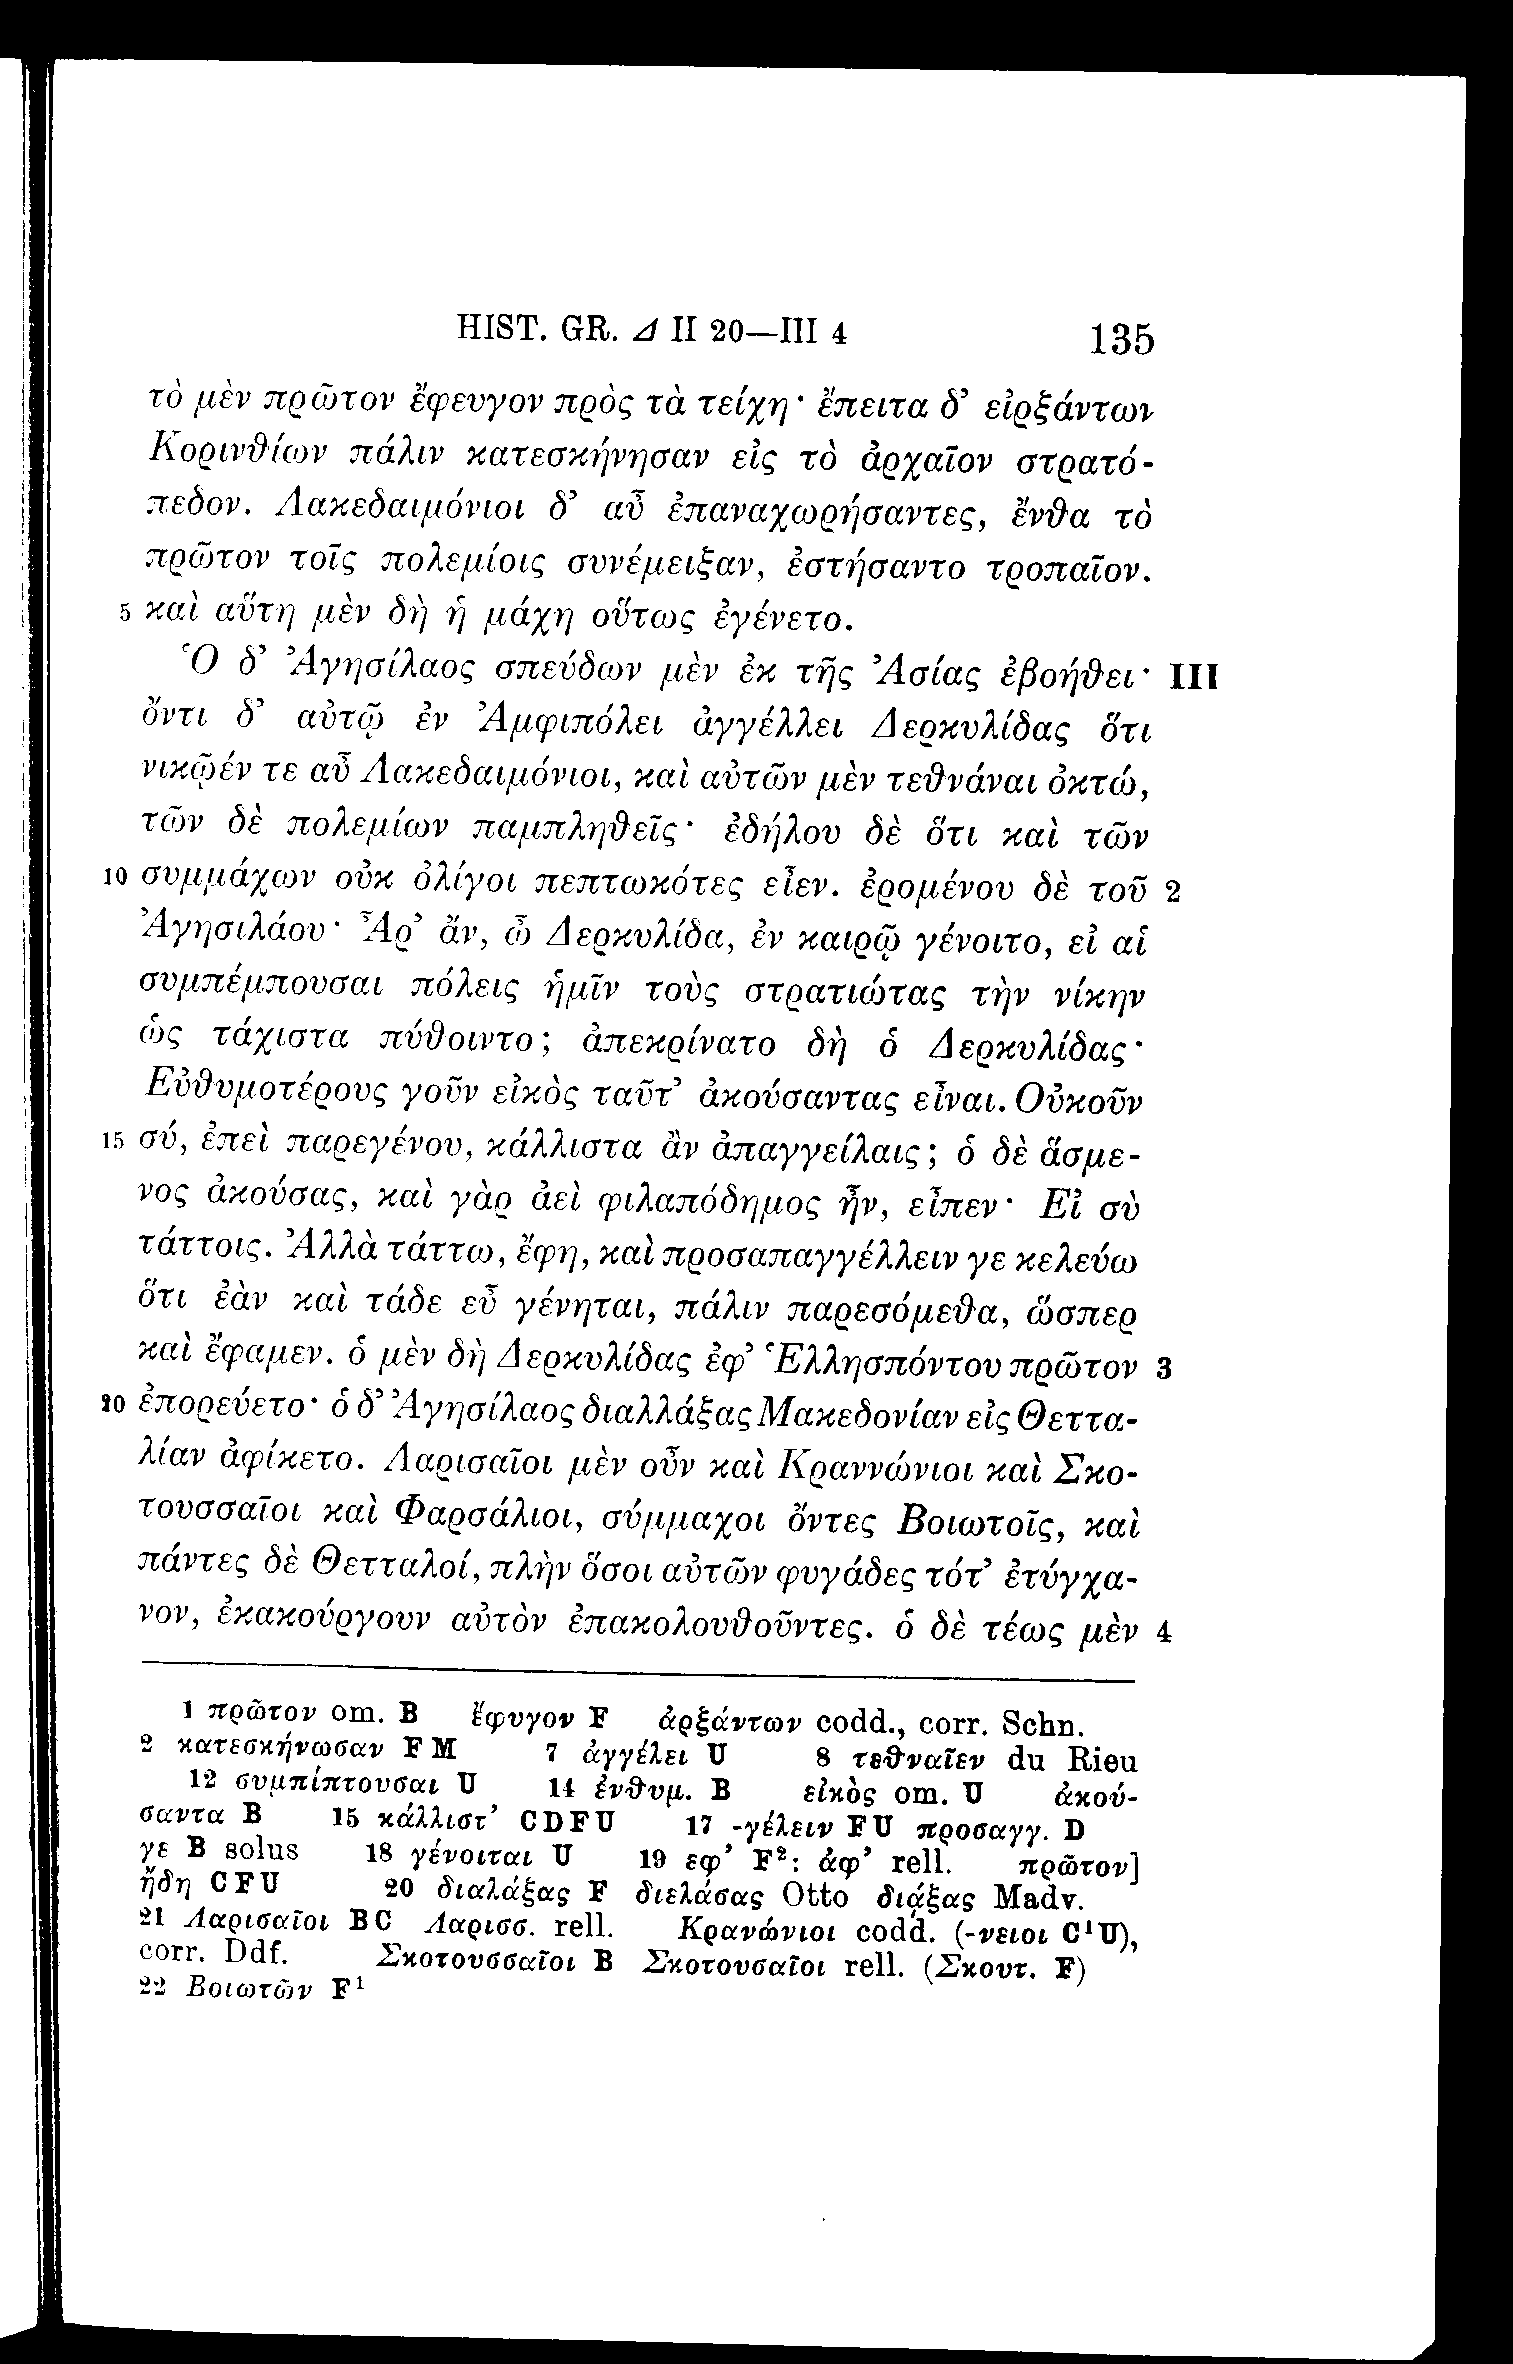 HIST. GR. Δ II 20—III 4 135
τὸ μὲν πρῶτον ἔφευγον πρὸς τὰ τείχη· ἔπειτα δ’ εἰρξάντων
Κορινθίων πάλιν κατεσκήνησαν εἰς τὸ ἀρχαῖον στρατό-
πεδον. Λακεδαιμόνιοι δ’ αὖ ἐπαναχωρήσαντες, ἔνθα τὸ
πρῶτον τοῖς πολεμίοις συνέμειξαν, ἐστήσαντο τροπαῖον.
5 καὶ αὕτη μὲν δὴ ἡ μάχη οὕτως ἐγένετο.
Ὁ δ’ Ἀγησίλαος σπεύδων μὲν ἐκ τῆς Ἀσίας ἐβοήθει· III
ὄντι δ’ αὐτῷ ἐν Ἀμφιπόλει ἀγγέλλει Δερκυλίδας ὅτι
νικῷέν τε αὖ Λακεδαιμόνιοι, καὶ αὐτῶν μὲν τεθνάναι ὀκτώ,
τῶν δὲ πολεμίων παμπληθεῖς· ἐδήλου δὲ ὅτι καὶ τῶν
10 συμμάχων οὐκ ὀλίγοι πεπτωκότες εἶεν. ἐρομένου δὲ τοῦ 2
Ἀγησιλάου· Ἆρ’ ἄν, ὦ Δερκυλίδα, ἐν καιρῷ γένοιτο, εἰ αἱ
συμπέμπουσαι πόλεις ἡμῖν τοὺς στρατιώτας τὴν νίκην
ὡς τάχιστα πύθοιντο; ἀπεκρίνατο δὴ ὁ Δερκυλίδας·
Εὐθυμοτέρους γοῦν εἰκὸς ταῦτ’ ἀκούσαντας εἶναι. Οὐκοῦν
15 σύ, ἐπεὶ παρεγένου, κάλλιστα ἂν ἀπαγγείλαις; ὁ δὲ ἅσμε-
νος ἀκούσας, καὶ γὰρ ἀεὶ φιλαπόδημος ἦν, εἶπεν· Εἰ σὺ
τάττοις. Ἀλλὰ τάττω, ἔφη, καὶ προσαπαγγέλλειν γε κελεύω
ὅτι ἐὰν καὶ τάδε εὖ γένηται, πάλιν παρεσόμεθα, ὥσπερ
καὶ ἔφαμεν. ὁ μὲν δὴ Δερκυλίδας ἐφ’ Ἑλλησπόντου πρῶτον 3
20 ἐπορεύετο· ὁ δ’ Ἀγησίλαος διαλλάξας Μακεδονίαν εἰς Θεττα-
λίαν ἀφίκετο. Λαρισαῖοι μὲν οὖν καὶ Κραννώνιοι καὶ Σκο-
τουσσαῖοι καὶ Φαρσάλιοι, σύμμαχοι ὄντες Βοιωτοῖς, καὶ
πάντες δὲ Θετταλοί, πλὴν ὅσοι αὐτῶν φυγάδες τότ’ ἐτύγχα-
νον, ἐκακούργουν αὐτὸν ἐπακολουθοῦντες. ὁ δὲ τέως μὲν 4
1 πρῶτον om. B ἔφυγον F ἀρξάντων codd., corr. Schn.
2 κατεσκήνωσαν F M 7 ἀγγέλει U 8 τεθναῖεν du Rieu
12 συμπίπτουσαι U 14 ἐνθυμ. B εἰκὸς om. U ἀκού-
σαντα B 15 κάλλιστ’ CDFU 17 -γέλειν FU προσαγγ. D
γε B solus 18 γένοιται U 19 εφ’ F²: ἀφ’ rell. πρῶτον]
ἤδη CFU 20 διαλάξας F διελάσας Otto διᾴξας Madv.
21 Λαρισαῖοι BC Λαρισσ. rell. Κρανώνιοι codd. (-νειοι C¹U),
corr. Ddf. Σκοτουσσαῖοι B Σκοτουσαῖοι rell. (Σκουτ. F)
22 Βοιωτῶν F¹